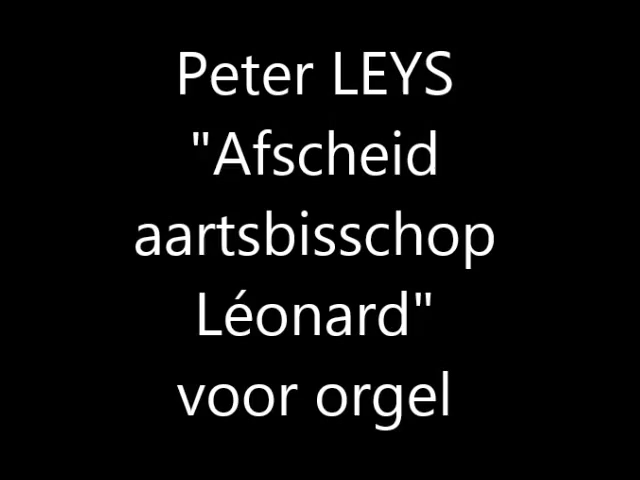 Peter LEYS
"Afscheid
aartsbisschop
Léonard"
voor orgel